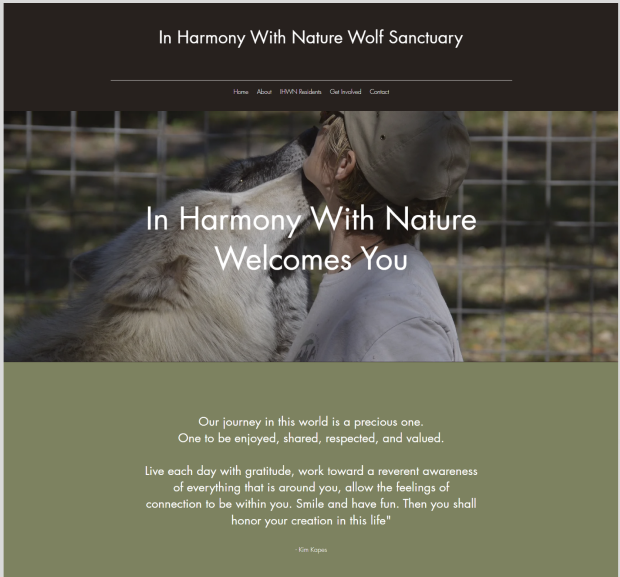 In Harmony With Nature Wolf Sanctuary
Home About IHWN Residents Get Involved Contact
In Harmony With Nature
Welcomes You
Our journey in this world is a precious one.
One to be enjoyed, shared, respected, and valued.
Live each day with gratitude, work toward a reverent awareness
of everything that is around you, allow the feelings of
connection to be within you. Smile and have fun. Then you shall
honor your creation in this life"
- Kim Kapes